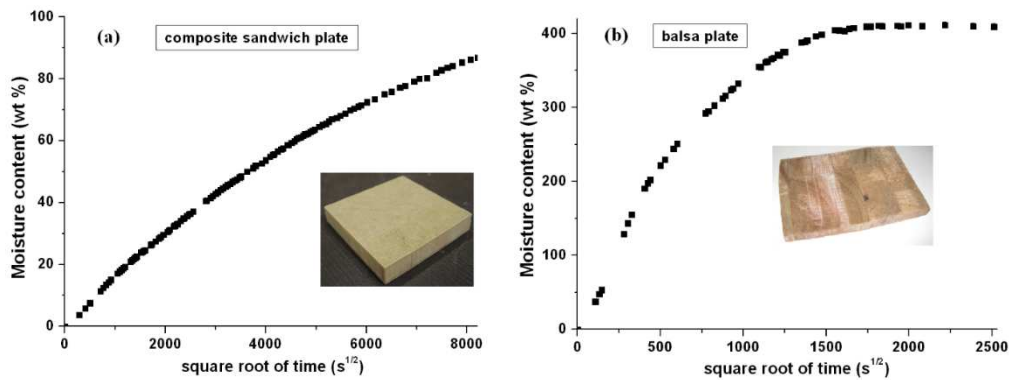 (a) composite sandwich plate
Moisture content (wt %)
100
80
60
40
20
0
0 2000 4000 6000 8000
square root of time (s^1/2)
(b) balsa plate
Moisture content (wt %)
400
300
200
100
0
0 500 1000 1500 2000 2500
square root of time (s^1/2)